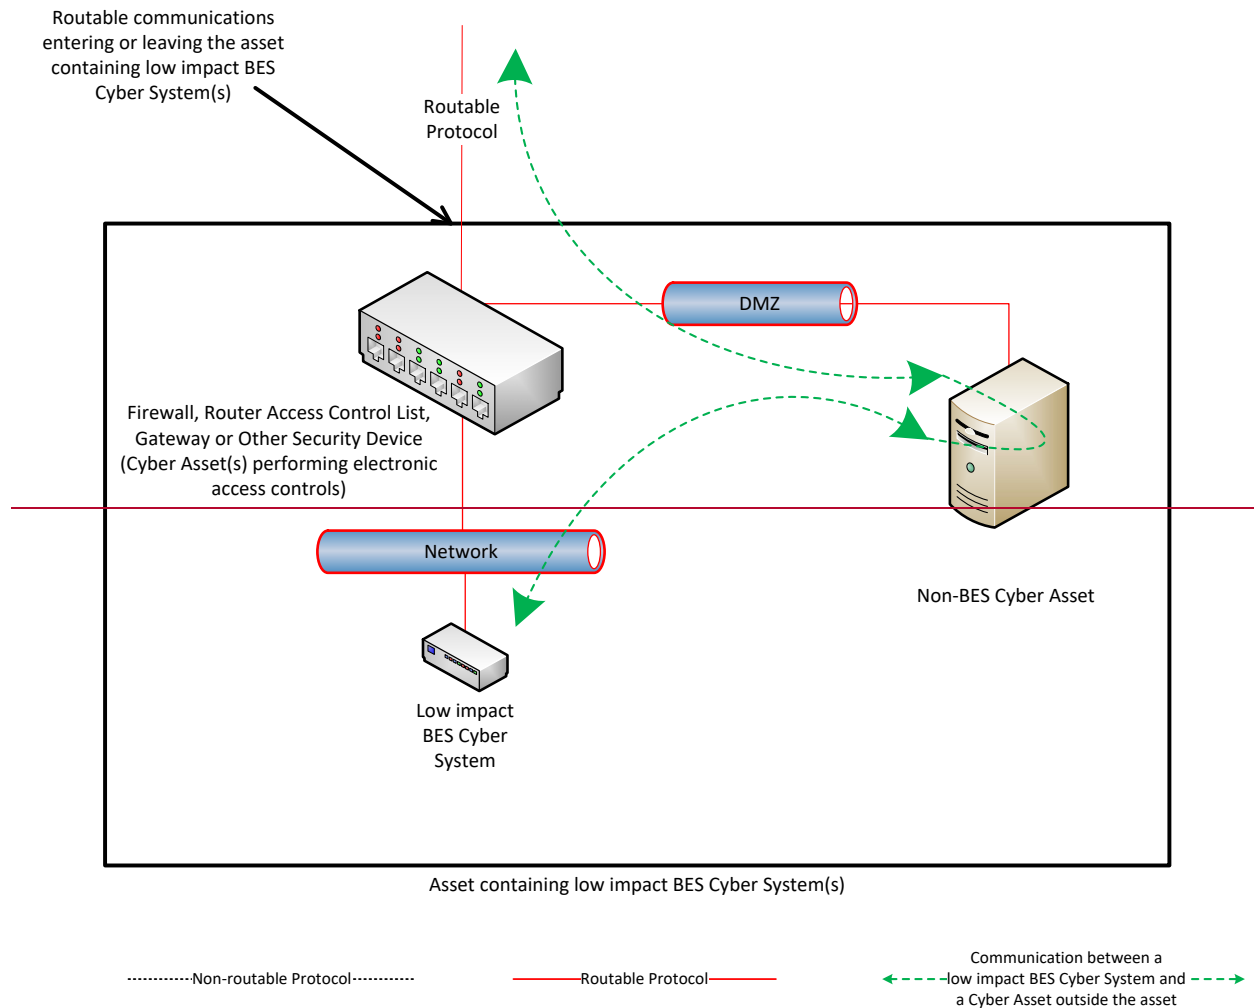 Routable communications
entering or leaving the asset
containing low impact BES
Cyber System(s)
Routable
Protocol
DMZ
Firewall, Router Access Control List,
Gateway or Other Security Device
(Cyber Asset(s) performing electronic
access controls)
Network
Non-BES Cyber Asset
Low impact
BES Cyber
System
Asset containing low impact BES Cyber System(s)
Non-routable Protocol
Routable Protocol
Communication between a
low impact BES Cyber System and
a Cyber Asset outside the asset